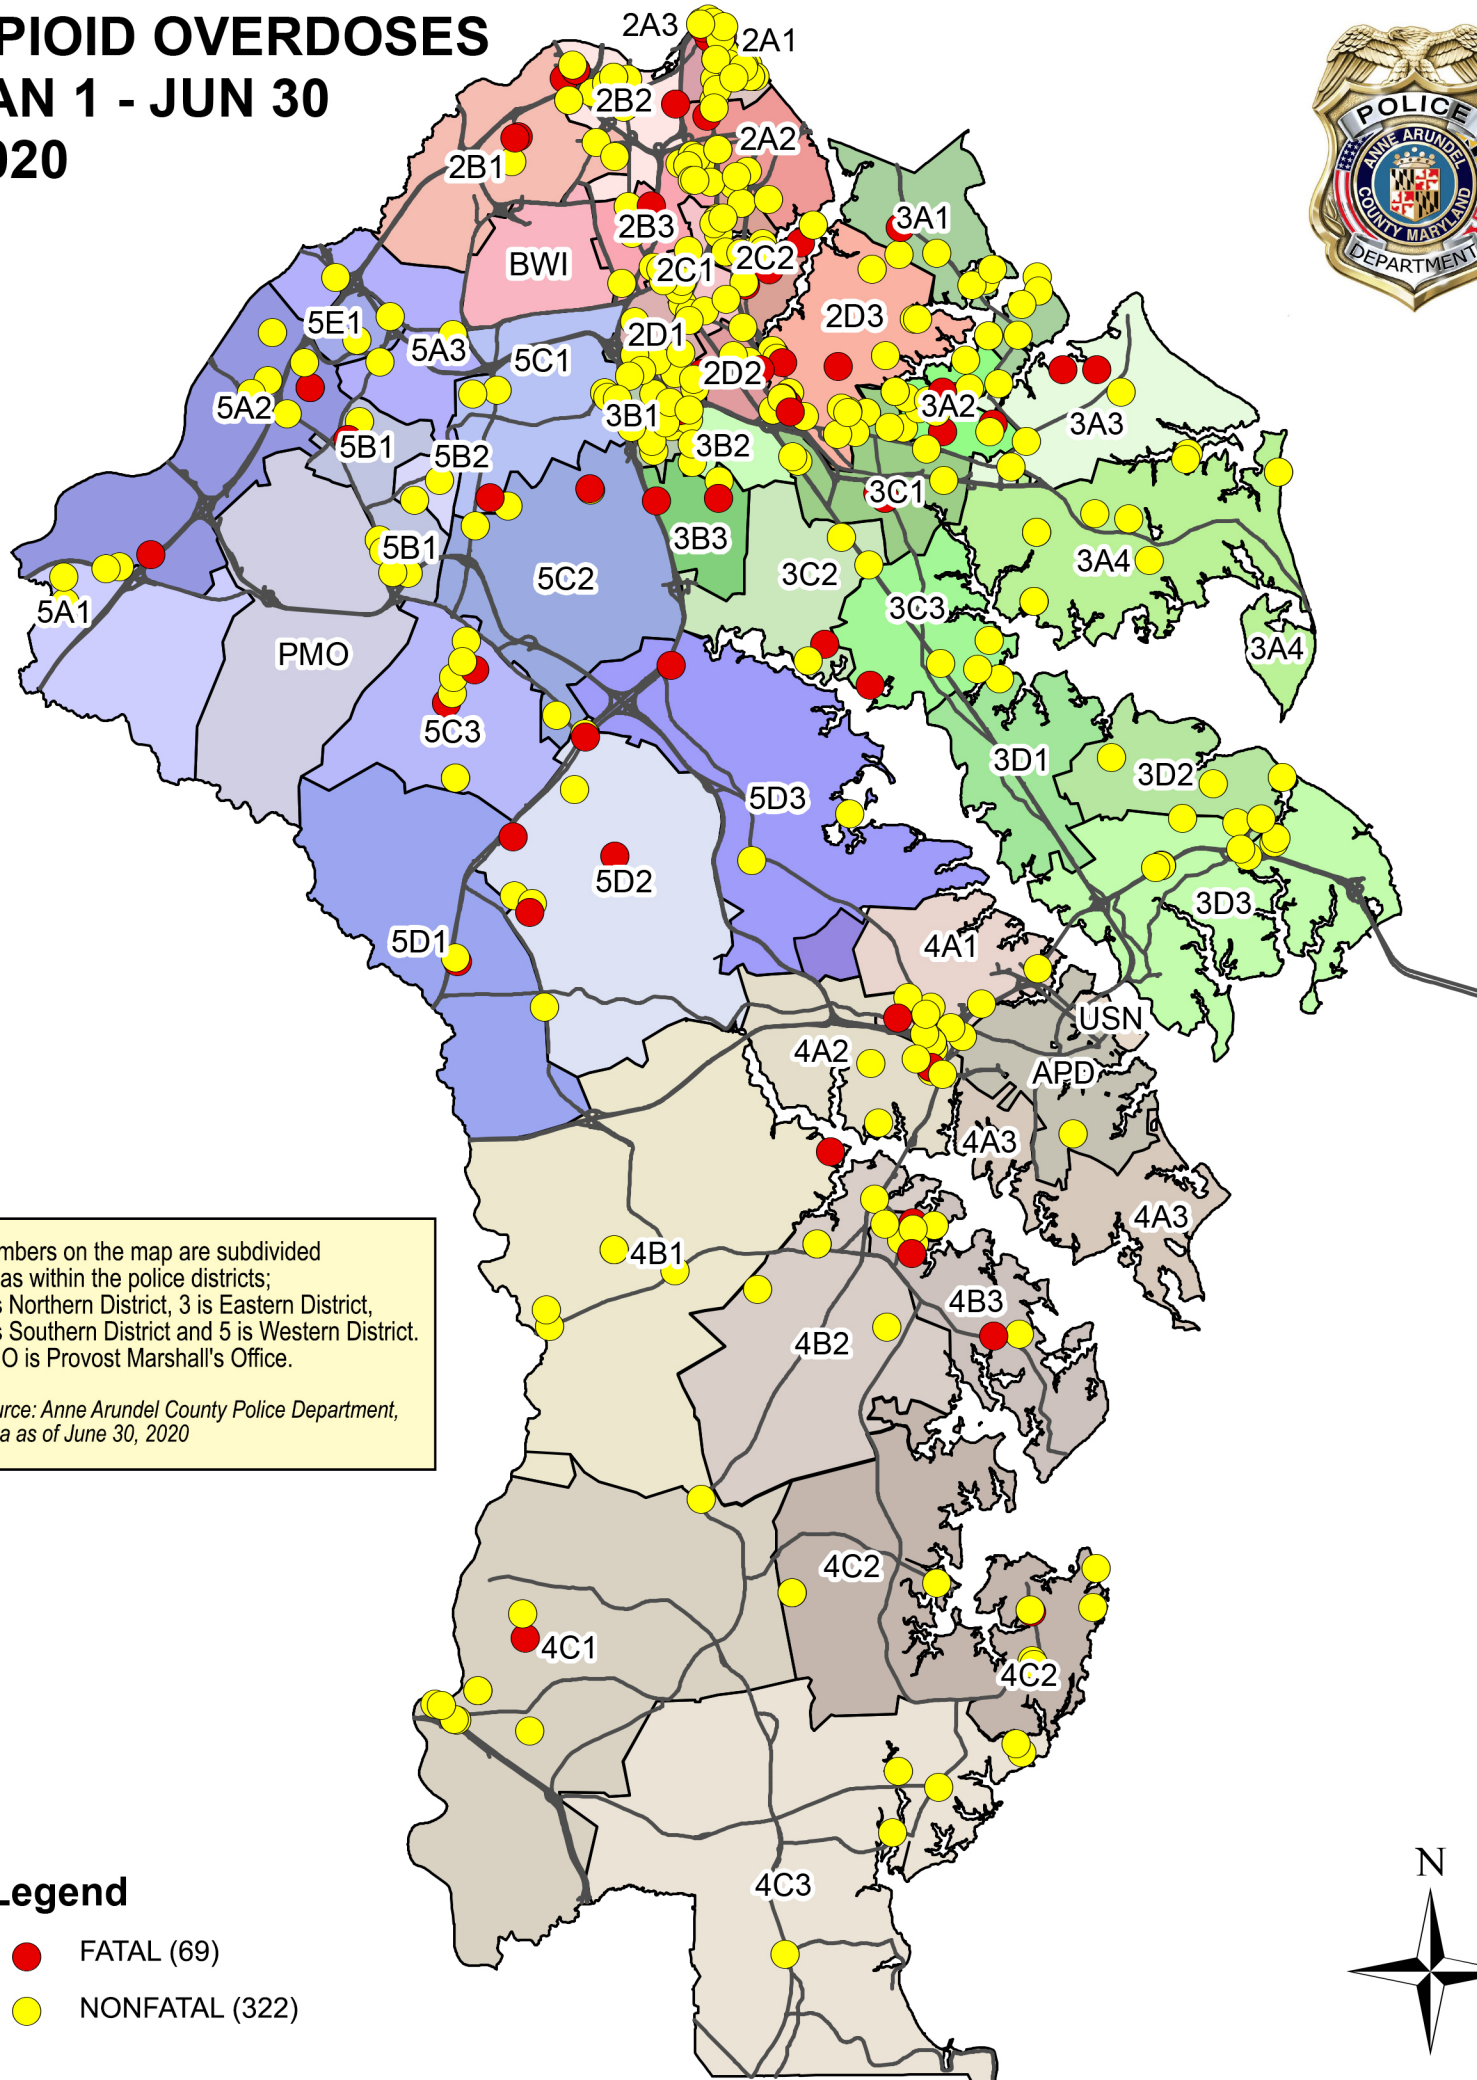 PIOID OVERDOSES
AN 1 - JUN 30
020
POLICE
ANNE ARUNDEL
COUNTY MARYLAND
DEPARTMENT
2A3
2A1
2B2
2A2
2B1
2B3
3A1
BWI
2C1
2C2
5E1
5A3
2D1
2D3
5C1
2D2
5A2
3B1
3A2
3A3
5B1
5B2
3B2
3C1
5B1
3B3
3A4
5C2
3C2
5A1
3C3
PMO
3A4
5C3
3D1
3D2
5D3
5D2
3D3
5D1
4A1
USN
4A2
APD
4A3
4A3
4B1
4B3
4B2
mbers on the map are subdivided
as within the police districts;
s Northern District, 3 is Eastern District,
s Southern District and 5 is Western District.
O is Provost Marshall's Office.
urce: Anne Arundel County Police Department,
a as of June 30, 2020
4C2
4C1
4C2
4C3
N
Legend
FATAL (69)
NONFATAL (322)